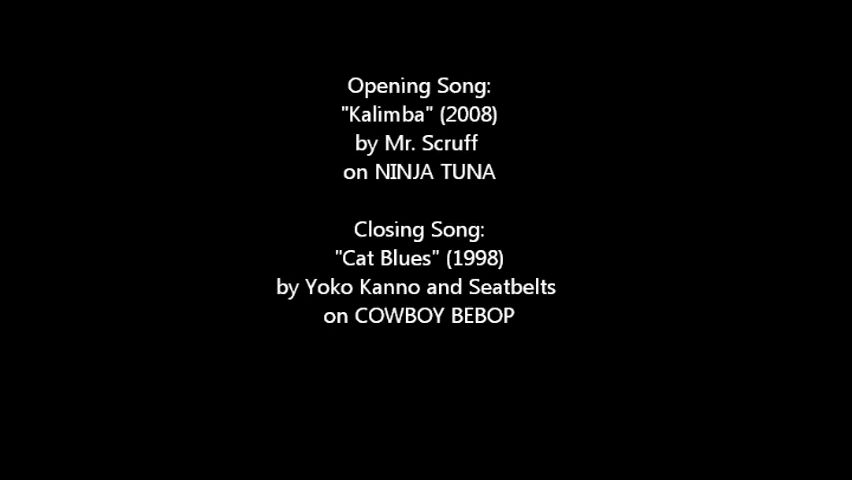 Opening Song:
"Kalimba" (2008)
by Mr. Scruff
on NINJA TUNA
Closing Song:
"Cat Blues" (1998)
by Yoko Kanno and Seatbelts
on COWBOY BEBOP